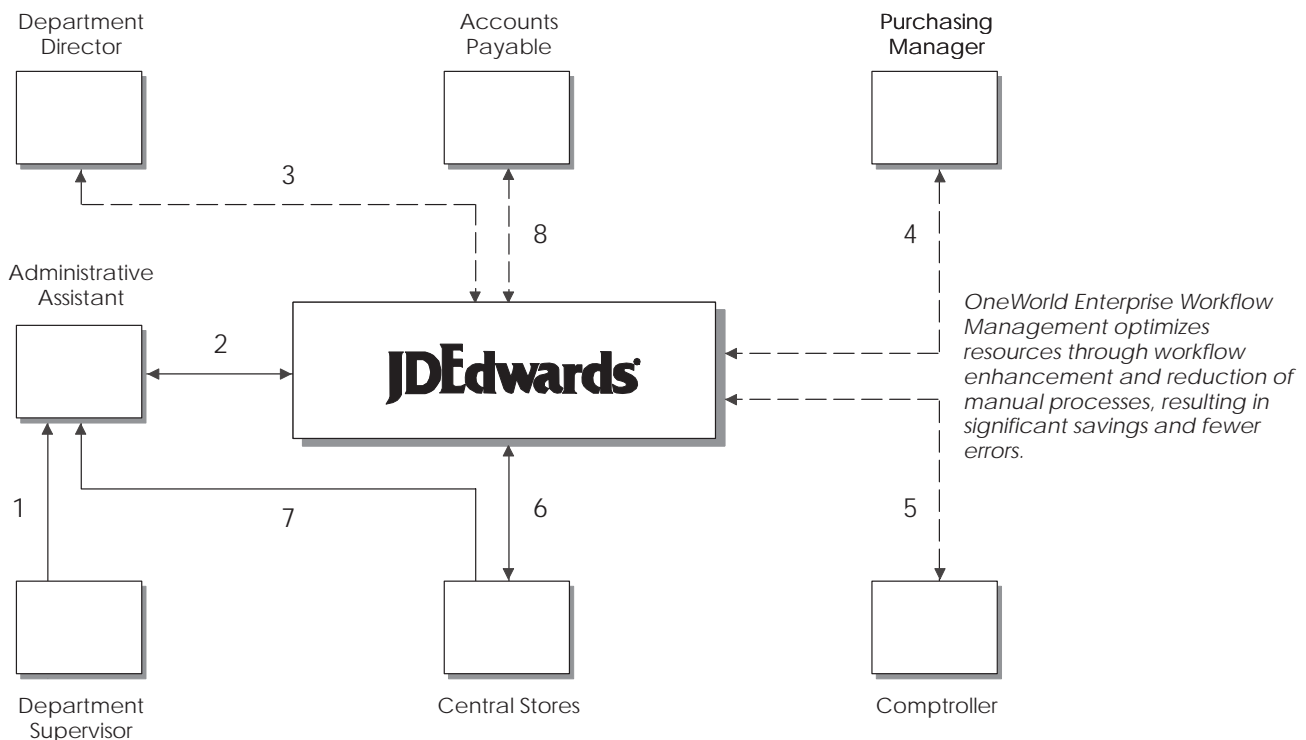 Department
Director
Accounts
Payable
Purchasing
Manager
3
8
4
Administrative
Assistant
2
JDEdwards
OneWorld Enterprise Workflow
Management optimizes
resources through workflow
enhancement and reduction of
manual processes, resulting in
significant savings and fewer
errors.
1
7
6
5
Department
Supervisor
Central Stores
Comptroller